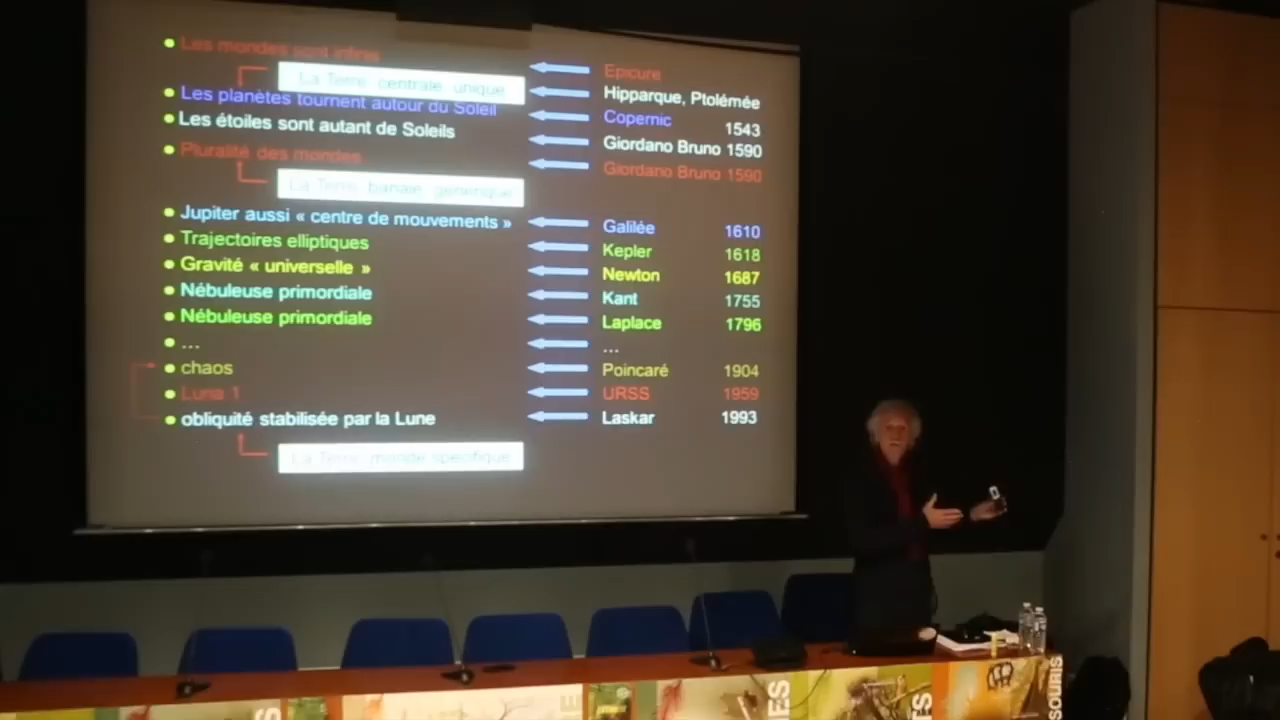 Les mondes sont infinis
Epicure
La Terre centrale unique
Hipparque, Ptolémée
Les planètes tournent autour du Soleil
Copernic 1543
Les étoiles sont autant de Soleils
Giordano Bruno 1590
Pluralité des mondes
Giordano Bruno 1590
La Terre banale générique
Jupiter aussi « centre de mouvements »
Galilée 1610
Trajectoires elliptiques
Kepler 1618
Gravité « universelle »
Newton 1687
Nébuleuse primordiale
Kant 1755
Nébuleuse primordiale
Laplace 1796
...
...
chaos
Poincaré 1904
Luna 1
URSS 1959
obliquité stabilisée par la Lune
Laskar 1993
La Terre monde spécifique
SOURIS